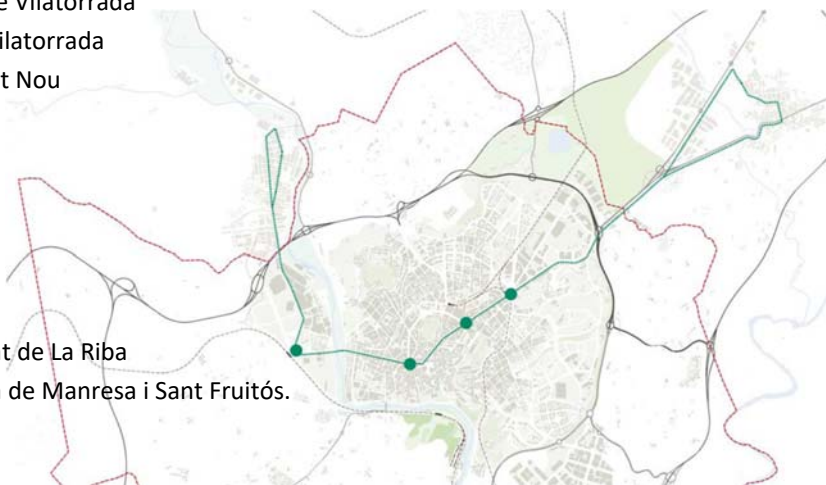 e Vilatorrada
ilatorrada
t Nou
t de La Riba
de Manresa i Sant Fruitós.